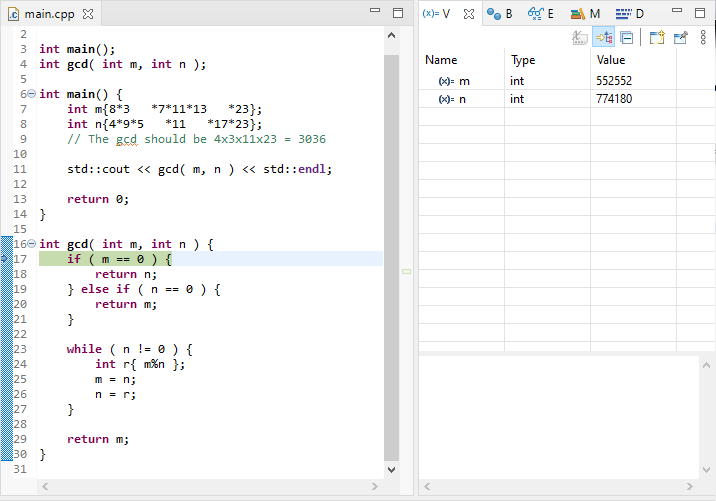 main.cpp
2
3 int main();
4 int gcd( int m, int n );
5
6 int main() {
7 int m{8*3   *7*11*13   *23};
8 int n{4*9*5   *11   *17*23};
9 // The gcd should be 4x3x11x23 = 3036
10
11 std::cout << gcd( m, n ) << std::endl;
12
13 return 0;
14 }
15
16 int gcd( int m, int n ) {
17 if ( m == 0 ) {
18 return n;
19 } else if ( n == 0 ) {
20 return m;
21 }
22
23 while ( n != 0 ) {
24 int r{ m%n };
25 m = n;
26 n = r;
27 }
28
29 return m;
30 }
31
(x)= V B E M D
Name Type Value
(x)= m int 552552
(x)= n int 774180